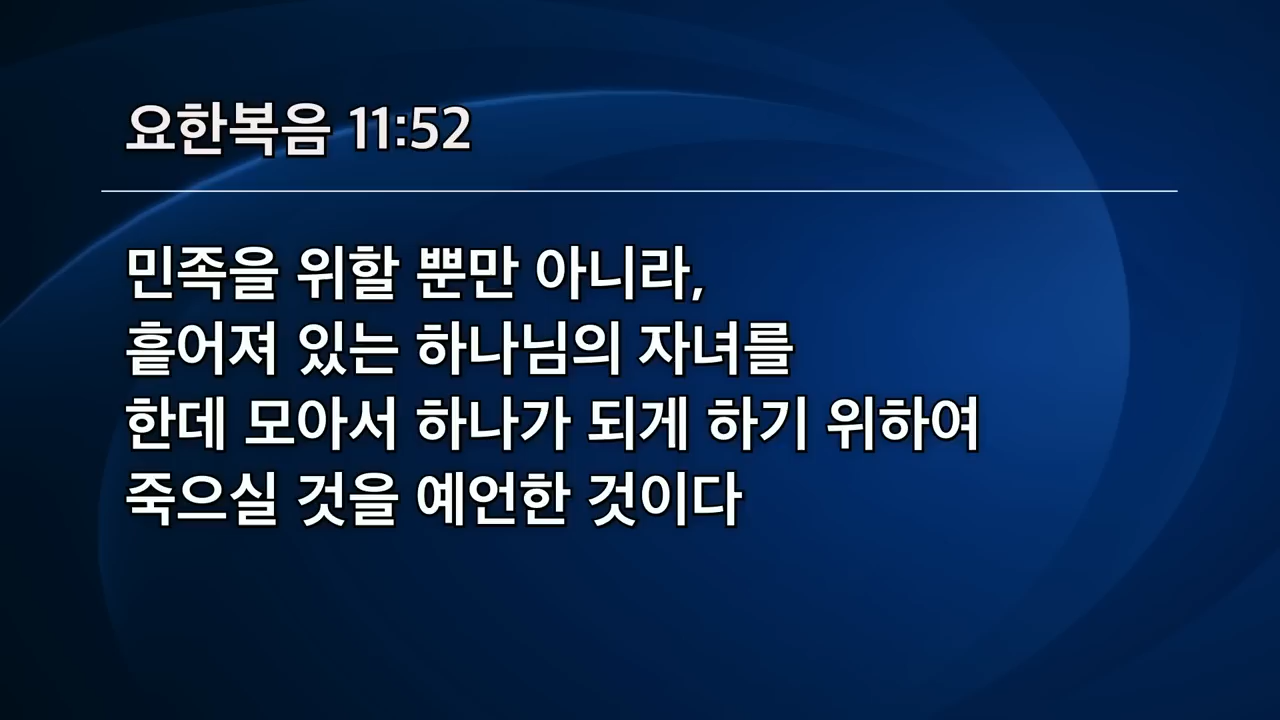 요한복음 11:52
민족을 위할 뿐만 아니라,
흩어져 있는 하나님의 자녀를
한데 모아서 하나가 되게 하기 위하여
죽으실 것을 예언한 것이다